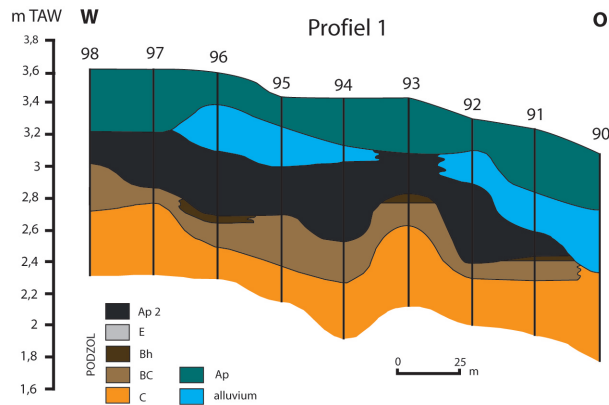 m TAW
W
Profiel 1
O
3,8
3,6
3,4
3,2
3
2,8
2,6
2,4
2,2
2
1,8
1,6
98
97
96
95
94
93
92
91
90
PODZOL
Ap 2
E
Bh
BC
C
Ap
alluvium
0
25
m